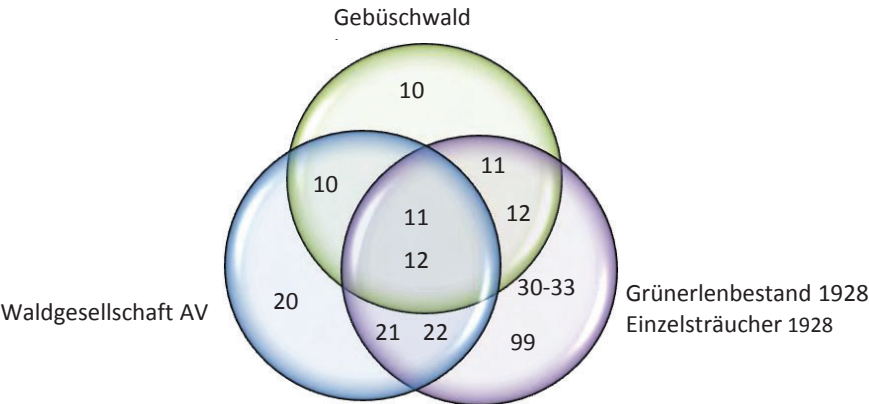 Gebüschwald
10
11
10
12
11
12
30-33
Grünerlenbestand 1928
Waldgesellschaft AV
20
Einzelsträucher 1928
21 22
99